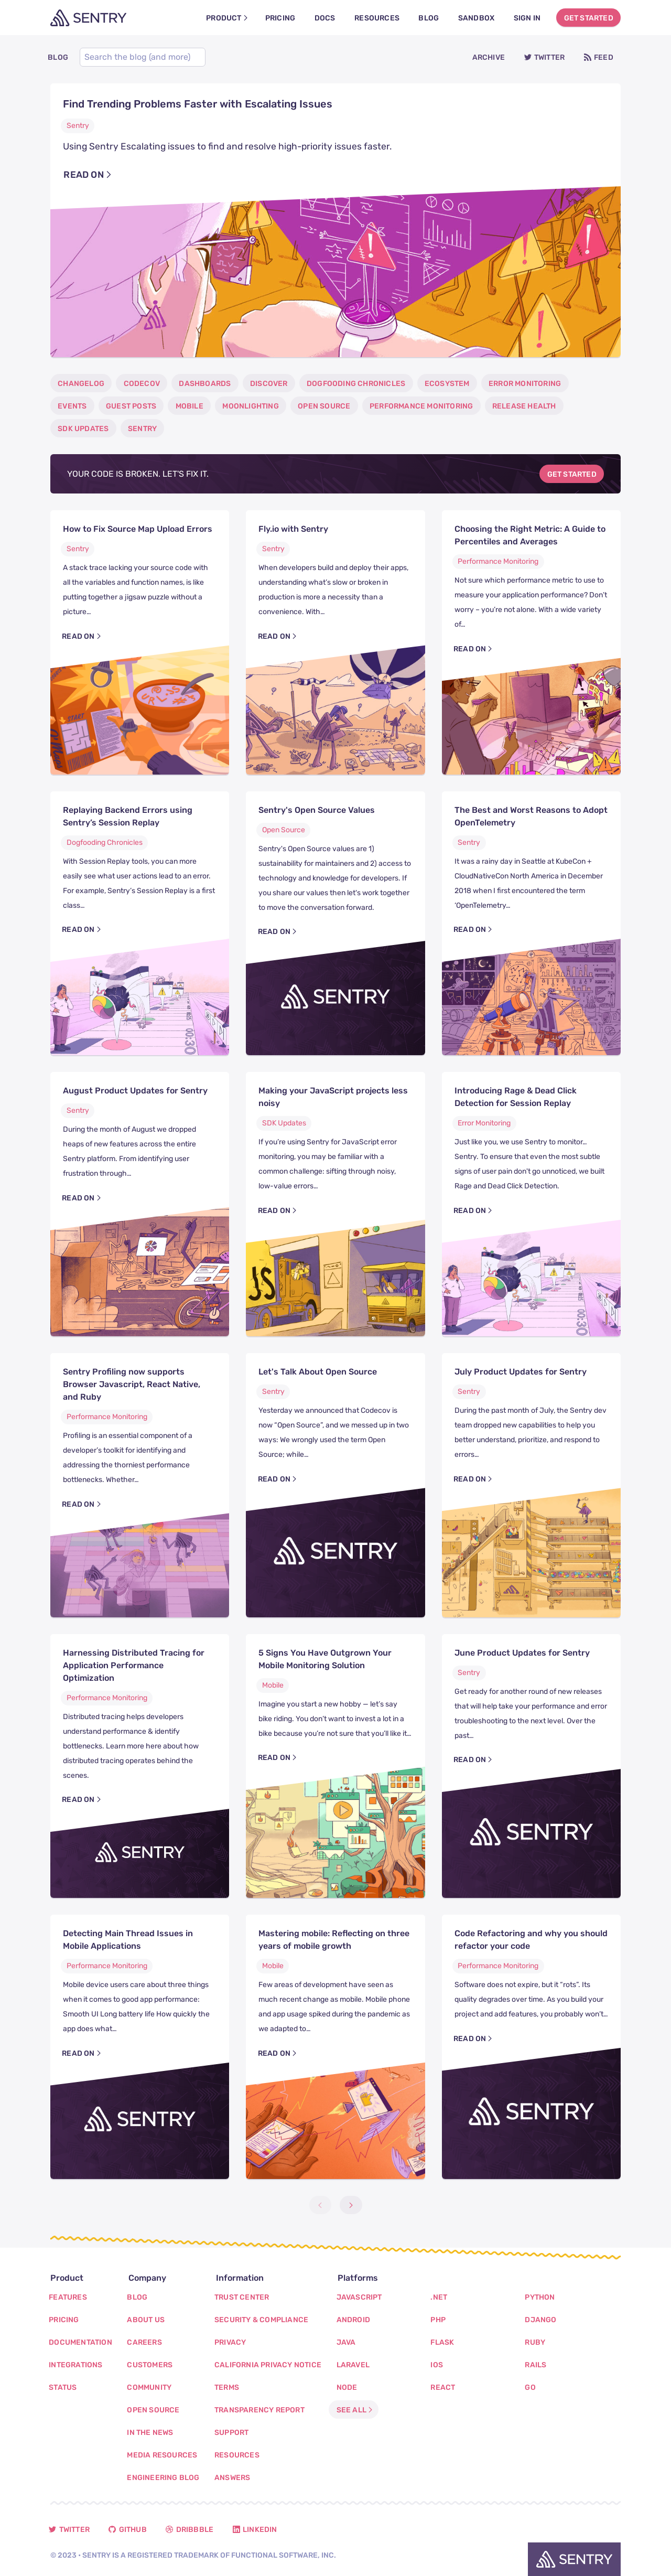 SENTRY
PRODUCT
PRICING
DOCS
RESOURCES
BLOG
SANDBOX
SIGN IN
GET STARTED
BLOG
Search the blog (and more)
ARCHIVE
TWITTER
FEED
Find Trending Problems Faster with Escalating Issues
Sentry
Using Sentry Escalating issues to find and resolve high-priority issues faster.
READ ON
CHANGELOG
CODECOV
DASHBOARDS
DISCOVER
DOGFOODING CHRONICLES
ECOSYSTEM
ERROR MONITORING
EVENTS
GUEST POSTS
MOBILE
MOONLIGHTING
OPEN SOURCE
PERFORMANCE MONITORING
RELEASE HEALTH
SDK UPDATES
SENTRY
YOUR CODE IS BROKEN. LET'S FIX IT.
GET STARTED
How to Fix Source Map Upload Errors
Sentry
A stack trace lacking your source code with
all the variables and function names, is like
putting together a jigsaw puzzle without a
picture…
READ ON
Fly.io with Sentry
Sentry
When developers build and deploy their apps,
understanding what's slow or broken in
production is more a necessity than a
convenience. With…
READ ON
Choosing the Right Metric: A Guide to
Percentiles and Averages
Performance Monitoring
Not sure which performance metric to use to
measure your application performance? Don't
worry – you're not alone. With a wide variety
of…
READ ON
START
Replaying Backend Errors using
Sentry's Session Replay
Dogfooding Chronicles
With Session Replay tools, you can more
easily see what user actions lead to an error.
For example, Sentry's Session Replay is a first
class…
READ ON
Sentry's Open Source Values
Open Source
Sentry's Open Source values are 1)
sustainability for maintainers and 2) access to
technology and knowledge for developers. If
you share our values then let's work together
to move the conversation forward.
READ ON
SENTRY
The Best and Worst Reasons to Adopt
OpenTelemetry
Sentry
It was a rainy day in Seattle at KubeCon +
CloudNativeCon North America in December
2018 when I first encountered the term
'OpenTelemetry…
READ ON
August Product Updates for Sentry
Sentry
During the month of August we dropped
heaps of new features across the entire
Sentry platform. From identifying user
frustration through…
READ ON
Making your JavaScript projects less
noisy
SDK Updates
If you're using Sentry for JavaScript error
monitoring, you may be familiar with a
common challenge: sifting through noisy,
low-value errors…
READ ON
JS
Introducing Rage & Dead Click
Detection for Session Replay
Error Monitoring
Just like you, we use Sentry to monitor…
Sentry. To ensure that even the most subtle
signs of user pain don't go unnoticed, we built
Rage and Dead Click Detection.
READ ON
Sentry Profiling now supports
Browser Javascript, React Native,
and Ruby
Performance Monitoring
Profiling is an essential component of a
developer's toolkit for identifying and
addressing the thorniest performance
bottlenecks. Whether…
READ ON
Let's Talk About Open Source
Sentry
Yesterday we announced that Codecov is
now "Open Source", and we messed up in two
ways: We wrongly used the term Open
Source; while…
READ ON
SENTRY
July Product Updates for Sentry
Sentry
During the past month of July, the Sentry dev
team dropped new capabilities to help you
better understand, prioritize, and respond to
errors…
READ ON
Harnessing Distributed Tracing for
Application Performance
Optimization
Performance Monitoring
Distributed tracing helps developers
understand performance & identify
bottlenecks. Learn more here about how
distributed tracing operates behind the
scenes.
READ ON
SENTRY
5 Signs You Have Outgrown Your
Mobile Monitoring Solution
Mobile
Imagine you start a new hobby — let's say
bike riding. You don't want to invest a lot in a
bike because you're not sure that you'll like it…
READ ON
June Product Updates for Sentry
Sentry
Get ready for another round of new releases
that will help take your performance and error
troubleshooting to the next level. Over the
past…
READ ON
SENTRY
Detecting Main Thread Issues in
Mobile Applications
Performance Monitoring
Mobile device users care about three things
when it comes to good app performance:
Smooth UI Long battery life How quickly the
app does what…
READ ON
SENTRY
Mastering mobile: Reflecting on three
years of mobile growth
Mobile
Few areas of development have seen as
much recent change as mobile. Mobile phone
and app usage spiked during the pandemic as
we adapted to…
READ ON
Code Refactoring and why you should
refactor your code
Performance Monitoring
Software does not expire, but it "rots". Its
quality degrades over time. As you build your
project and add features, you probably won't…
READ ON
SENTRY
Product
FEATURES
PRICING
DOCUMENTATION
INTEGRATIONS
STATUS
Company
BLOG
ABOUT US
CAREERS
CUSTOMERS
COMMUNITY
OPEN SOURCE
IN THE NEWS
MEDIA RESOURCES
ENGINEERING BLOG
Information
TRUST CENTER
SECURITY & COMPLIANCE
PRIVACY
CALIFORNIA PRIVACY NOTICE
TERMS
TRANSPARENCY REPORT
SUPPORT
RESOURCES
ANSWERS
Platforms
JAVASCRIPT
ANDROID
JAVA
LARAVEL
NODE
SEE ALL
.NET
PHP
FLASK
IOS
REACT
PYTHON
DJANGO
RUBY
RAILS
GO
TWITTER
GITHUB
DRIBBBLE
LINKEDIN
© 2023 • SENTRY IS A REGISTERED TRADEMARK OF FUNCTIONAL SOFTWARE, INC.
SENTRY